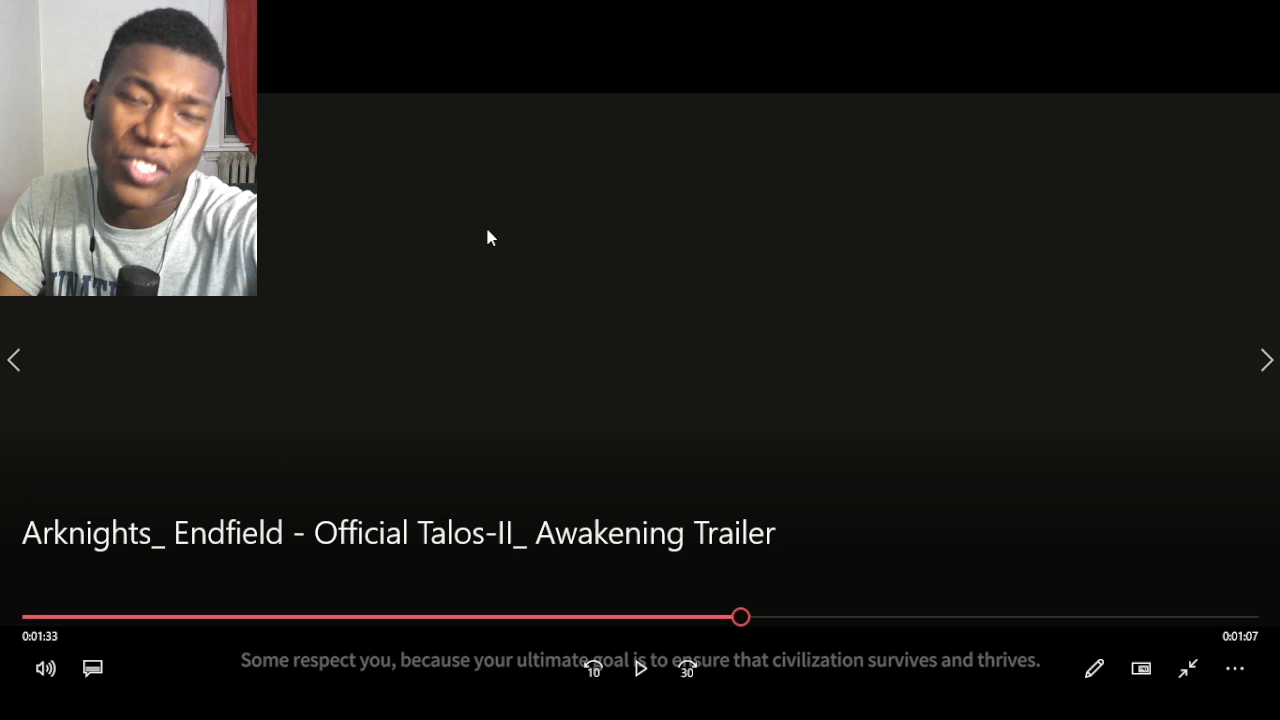 Arknights_ Endfield - Official Talos-II_ Awakening Trailer
0:01:33
0:01:07
Some respect you, because your ultimate goal is to ensure that civilization survives and thrives.
10
30